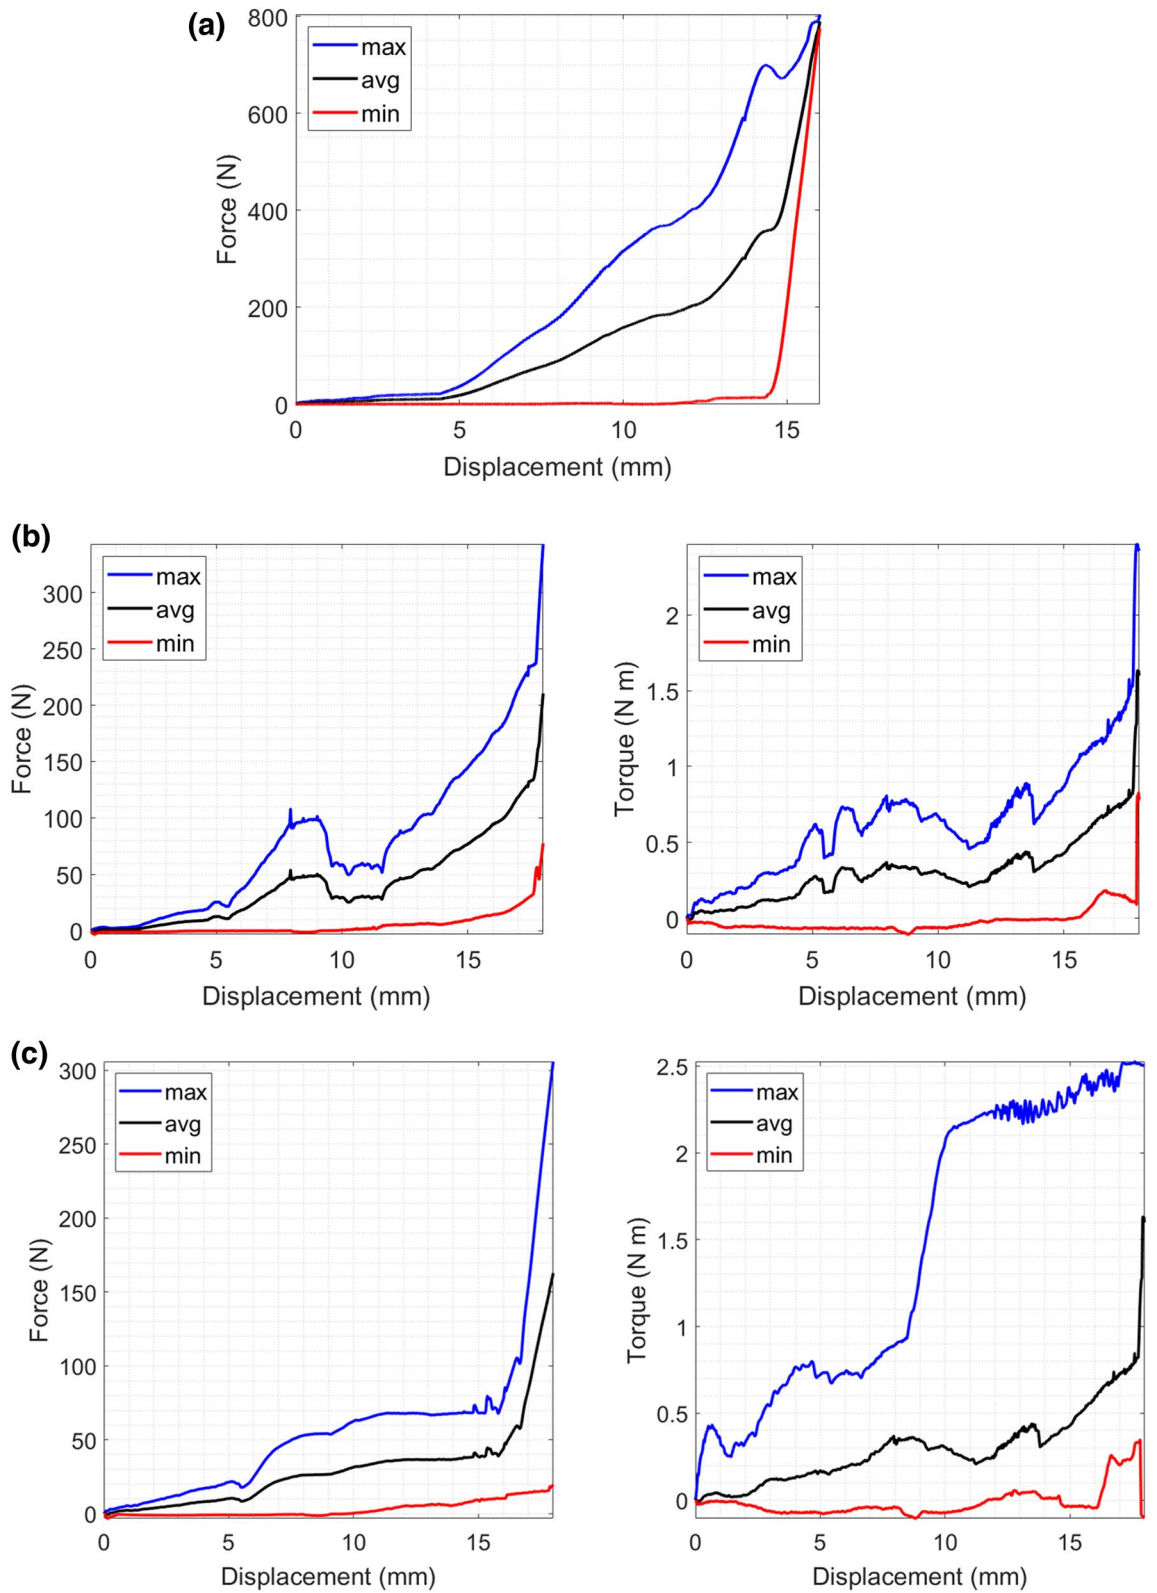 (a)
800
600
400
200
0
Force (N)
max
avg
min
0 5 10 15
Displacement (mm)
(b)
300
250
200
150
100
50
0
Force (N)
max
avg
min
0 5 10 15
Displacement (mm)
2
1.5
1
0.5
0
Torque (N m)
max
avg
min
0 5 10 15
Displacement (mm)
(c)
300
250
200
150
100
50
0
Force (N)
max
avg
min
0 5 10 15
Displacement (mm)
2.5
2
1.5
1
0.5
0
Torque (N m)
max
avg
min
0 5 10 15
Displacement (mm)